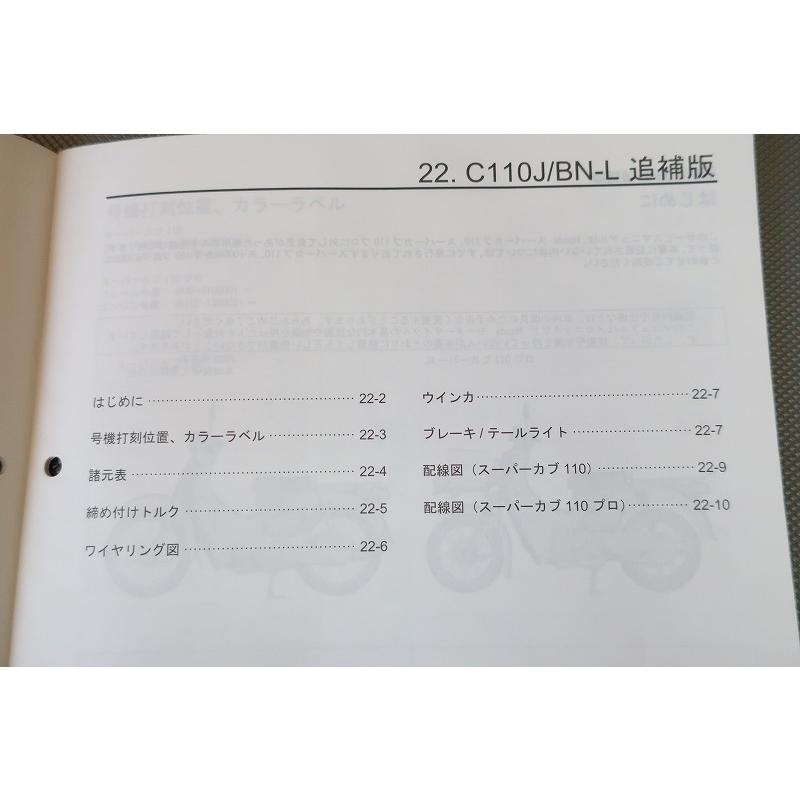 22. C110J/BN-L 追補版
はじめに 22-2
号機打刻位置、カラーラベル 22-3
諸元表 22-4
締め付けトルク 22-5
ワイヤリング図 22-6
ウインカ 22-7
ブレーキ/テールライト 22-7
配線図（スーパーカブ 110） 22-9
配線図（スーパーカブ 110 プロ） 22-10